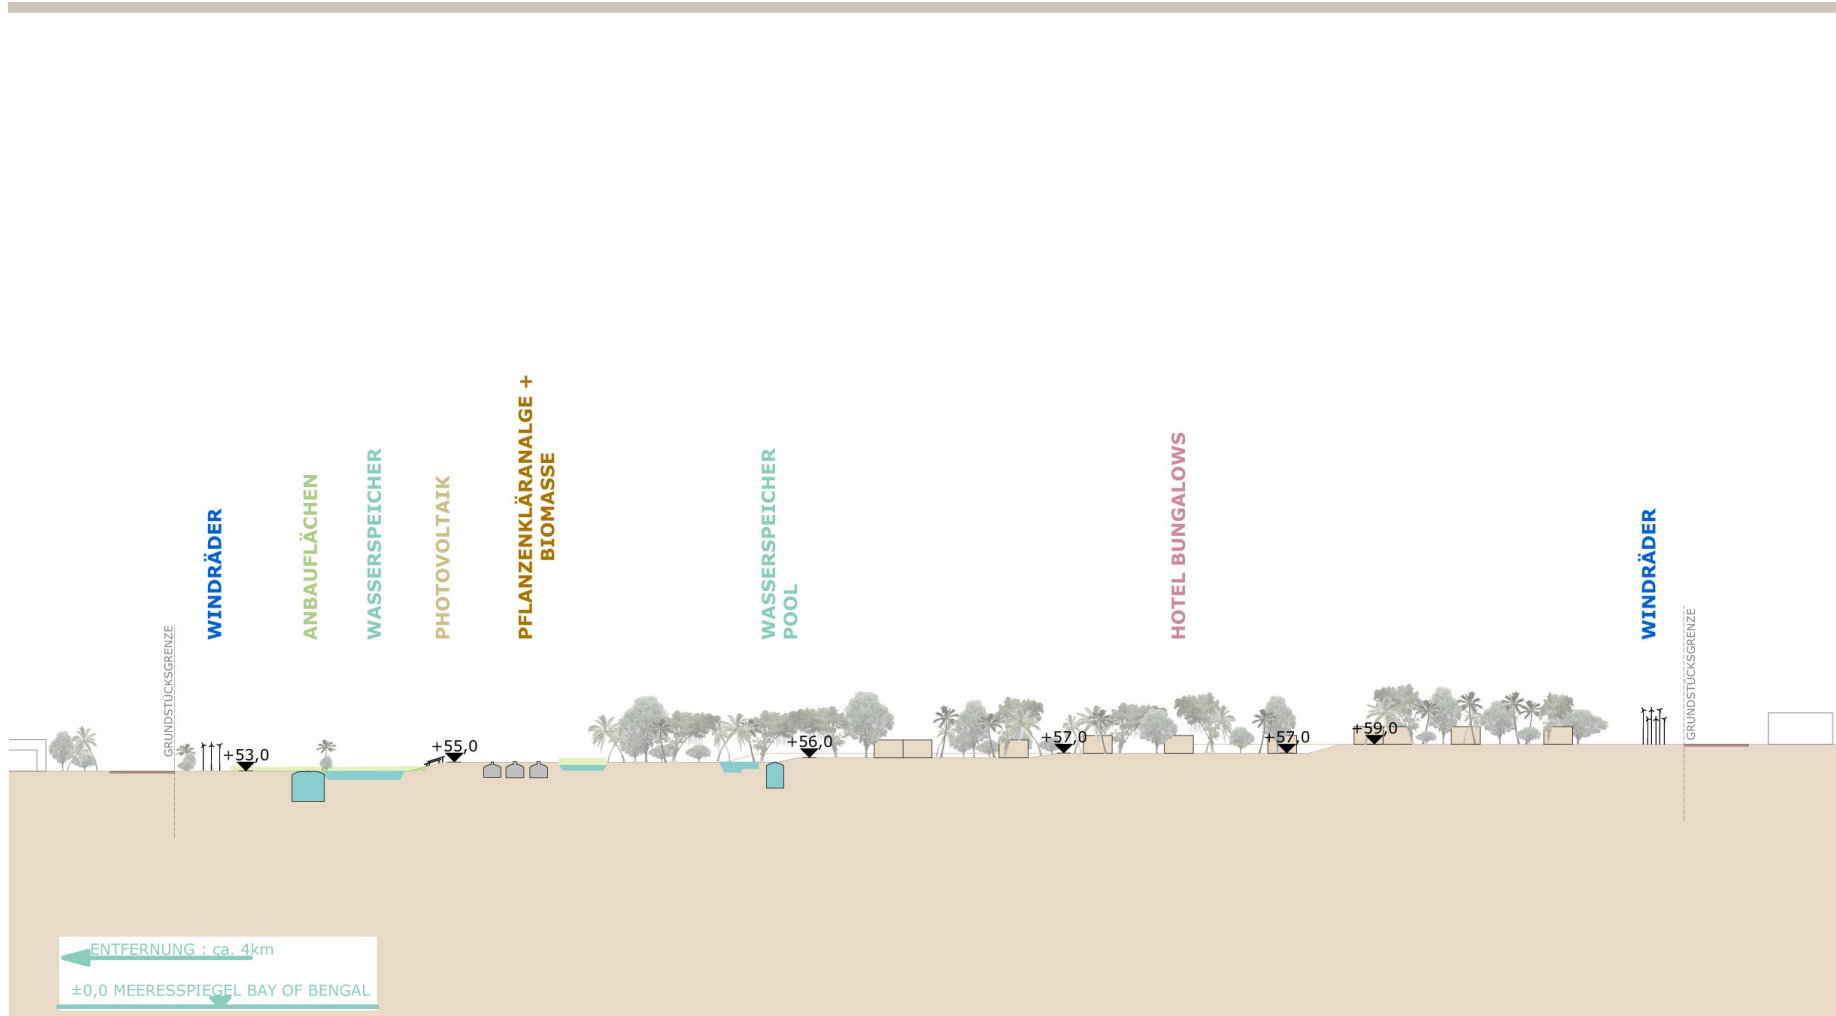 WINDRÄDER
ANBAUFLÄCHEN
WASSERSPEICHER
PHOTOVOLTAIK
PFLANZENKLÄRANALGE +
BIOMASSE
WASSERSPEICHER
POOL
HOTEL BUNGALOWS
WINDRÄDER
GRUNDSTÜCKSGRENZE
GRUNDSTÜCKSGRENZE
+53,0
+55,0
+56,0
+57,0
+57,0
+59,0
ENTFERNUNG : ca. 4km
±0,0 MEERESSPIEGEL BAY OF BENGAL